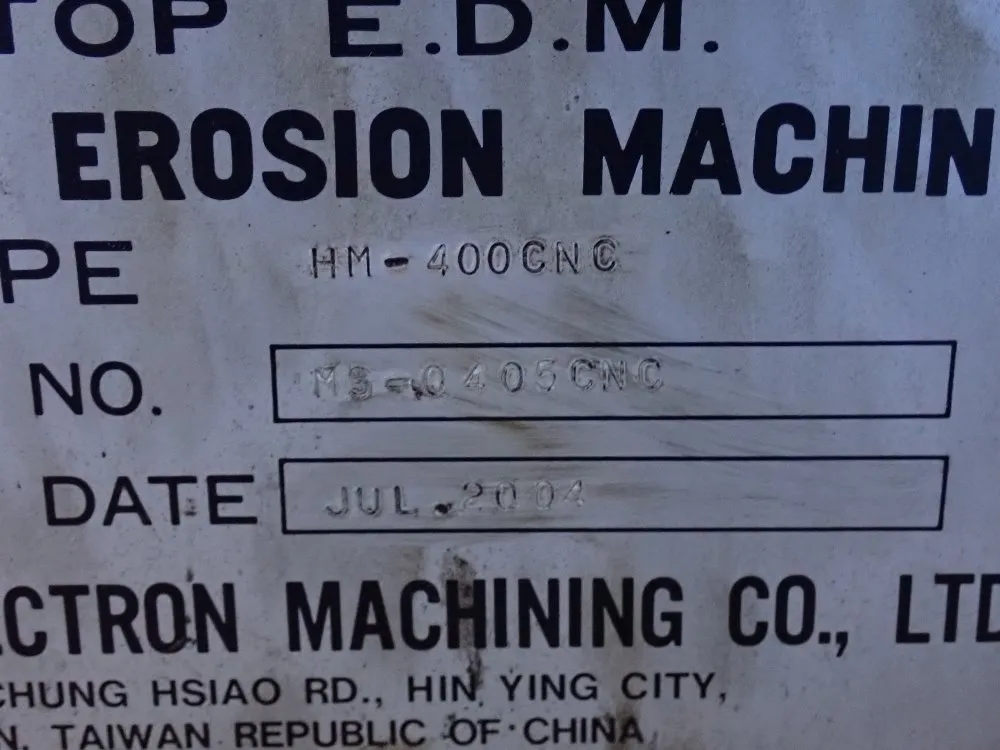 TOP E.D.M.
EROSION MACHIN
PE HM-400CNC
NO. MS-0405CNC
DATE JUL.2004
ECTRON MACHINING CO., LTD
CHUNG HSIAO RD., HIN YING CITY,
N, TAIWAN REPUBLIC OF CHINA